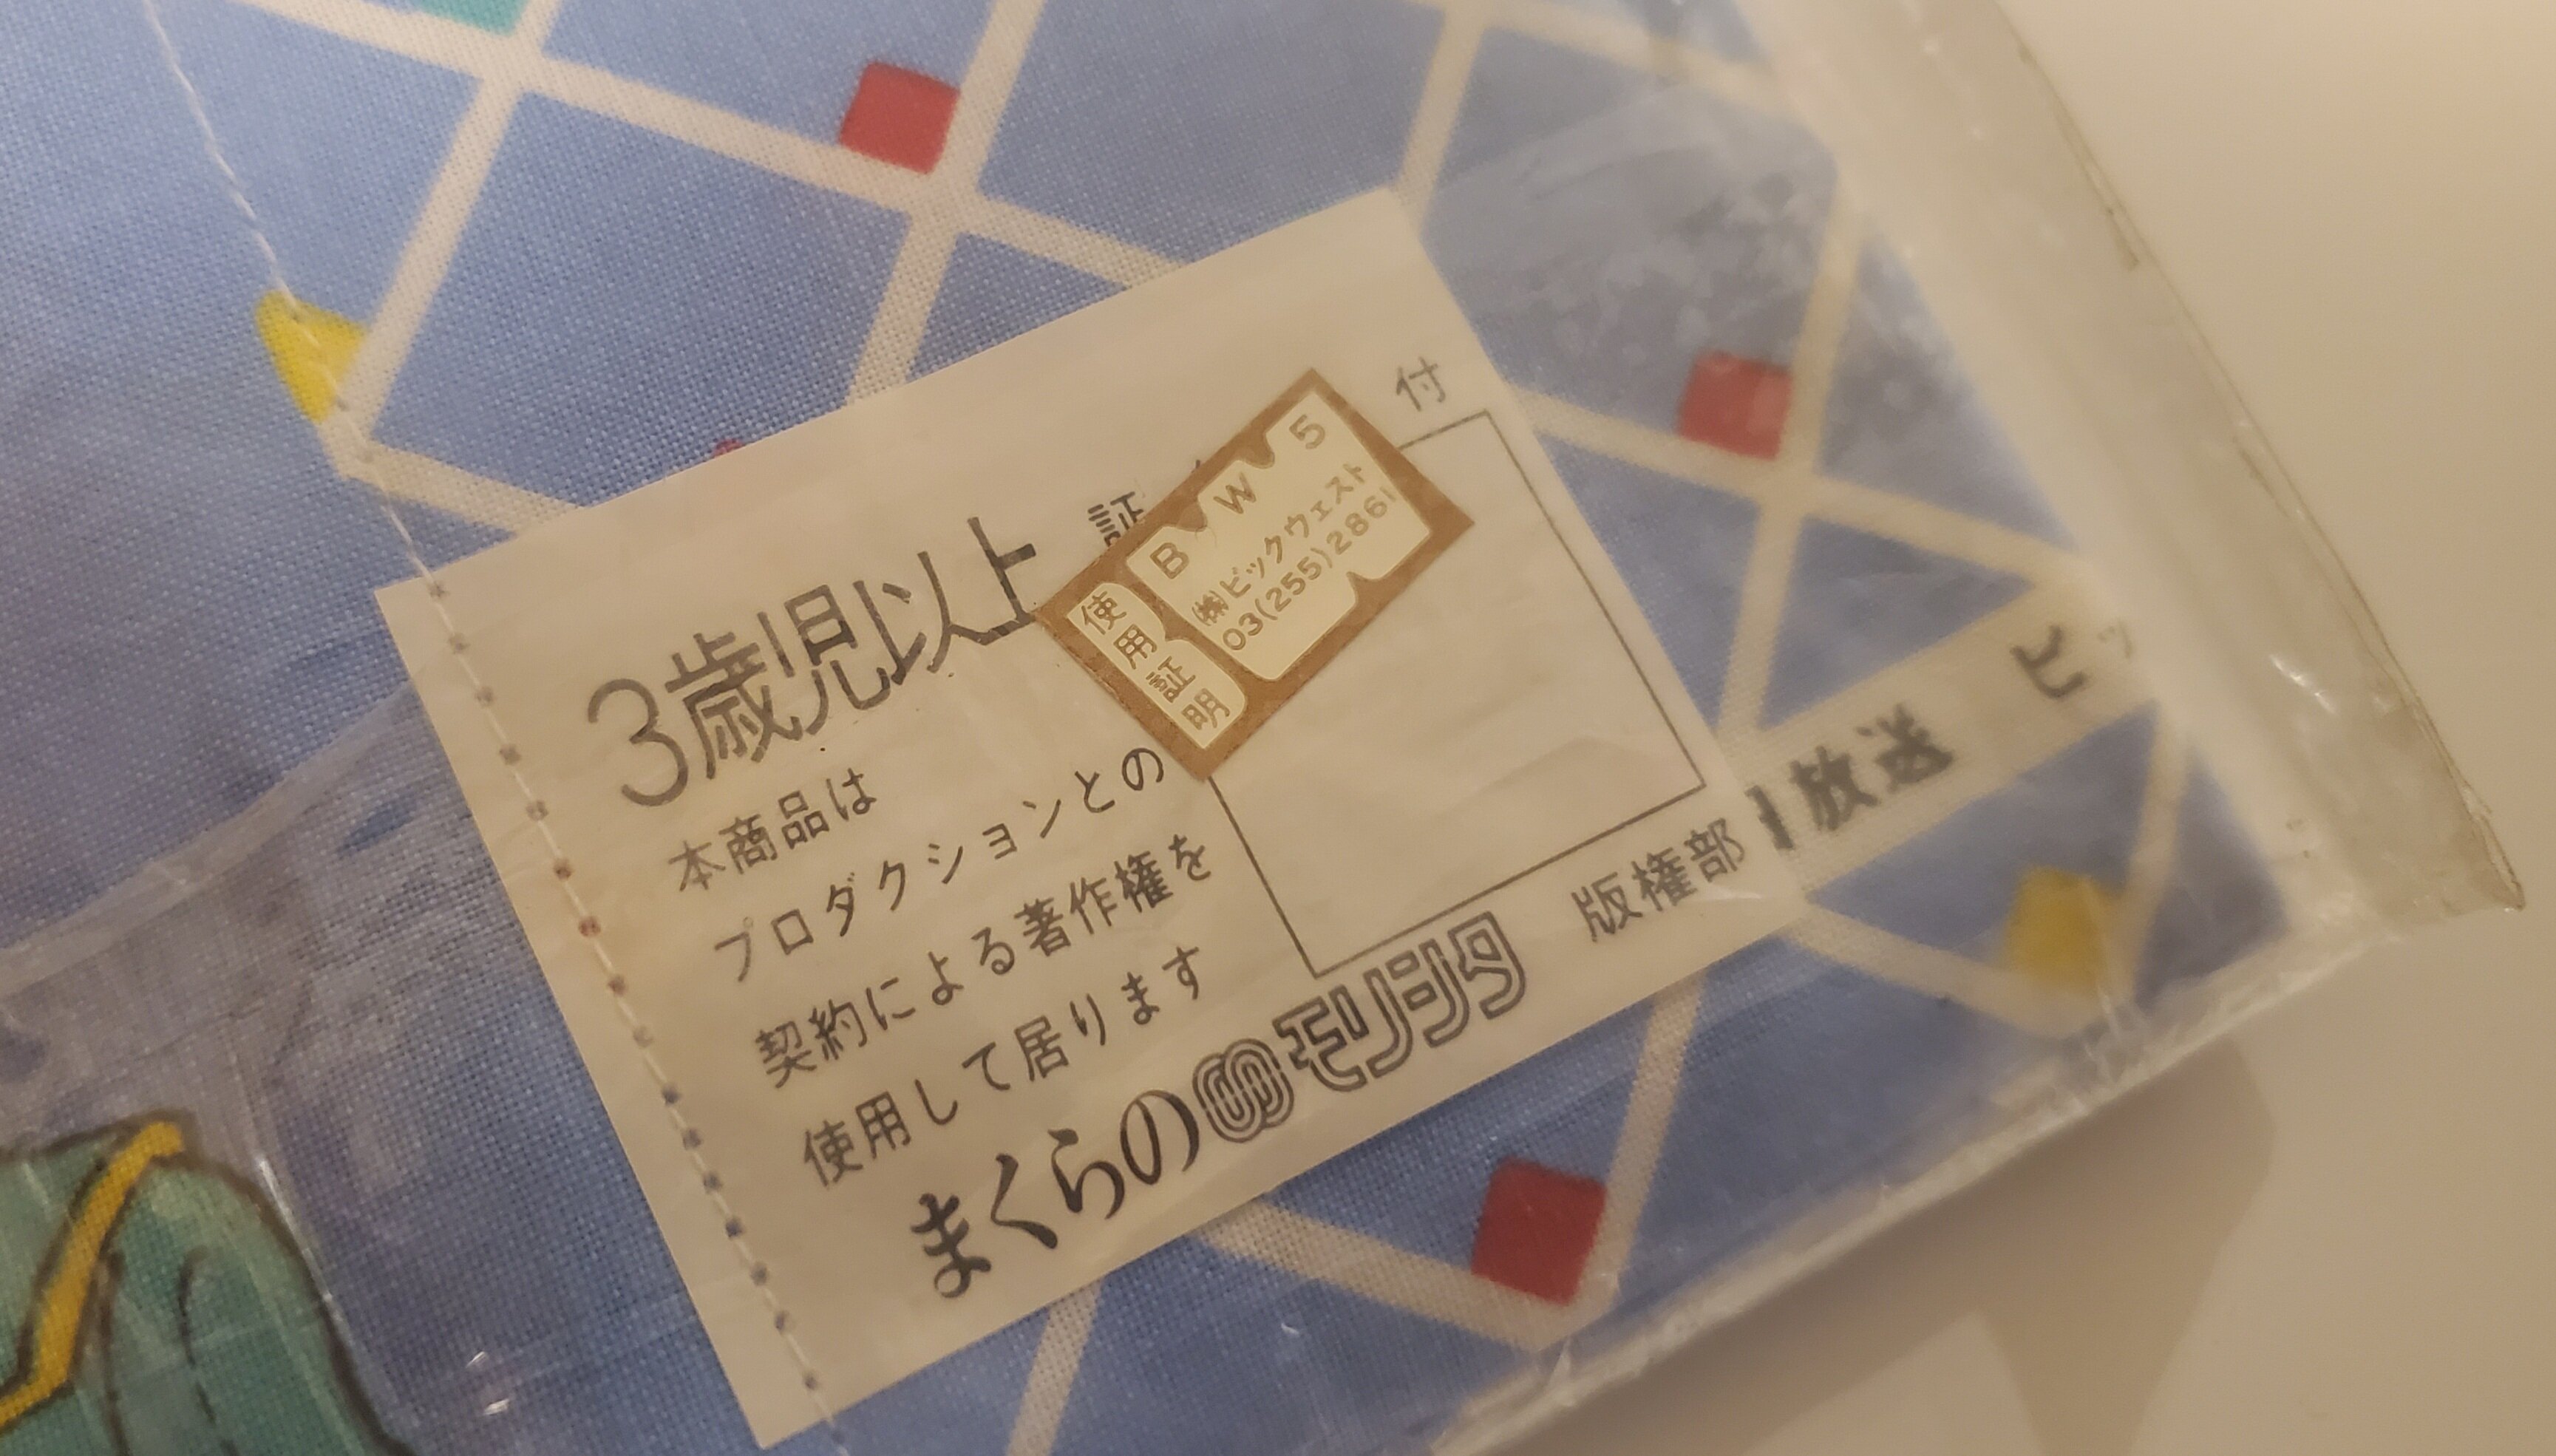 3歳児以上
本商品は
プロダクションとの
契約による著作権を
使用して居ります
まくらのモリシタ
版権部
証
付
使用証明
BW5
㈱ビックウェスト
03(255)2861
放送